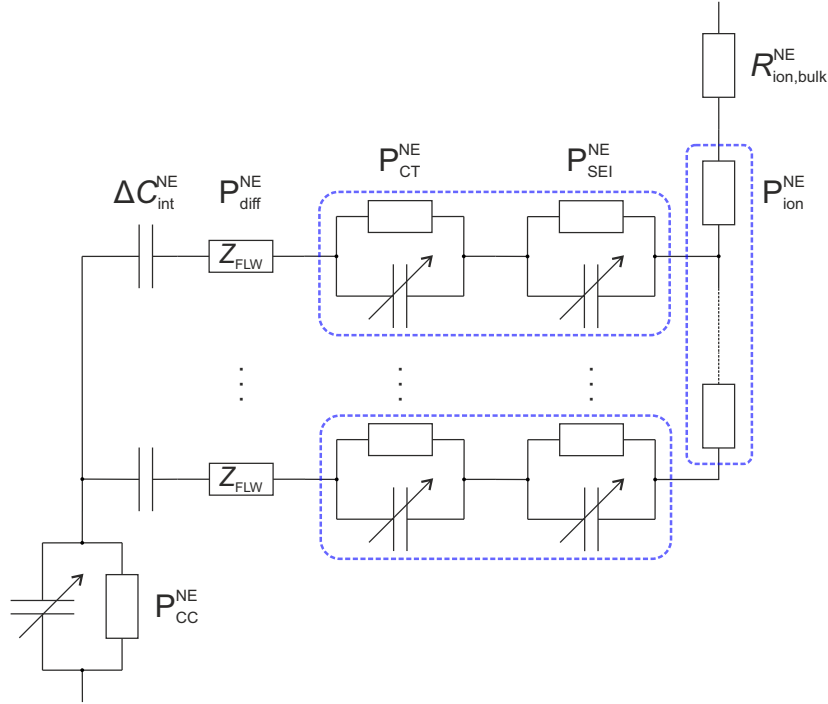 R^NE_ion,bulk
P^NE_CT
P^NE_SEI
P^NE_ion
ΔC^NE_int
P^NE_diff
Z_FLW
Z_FLW
P^NE_CC